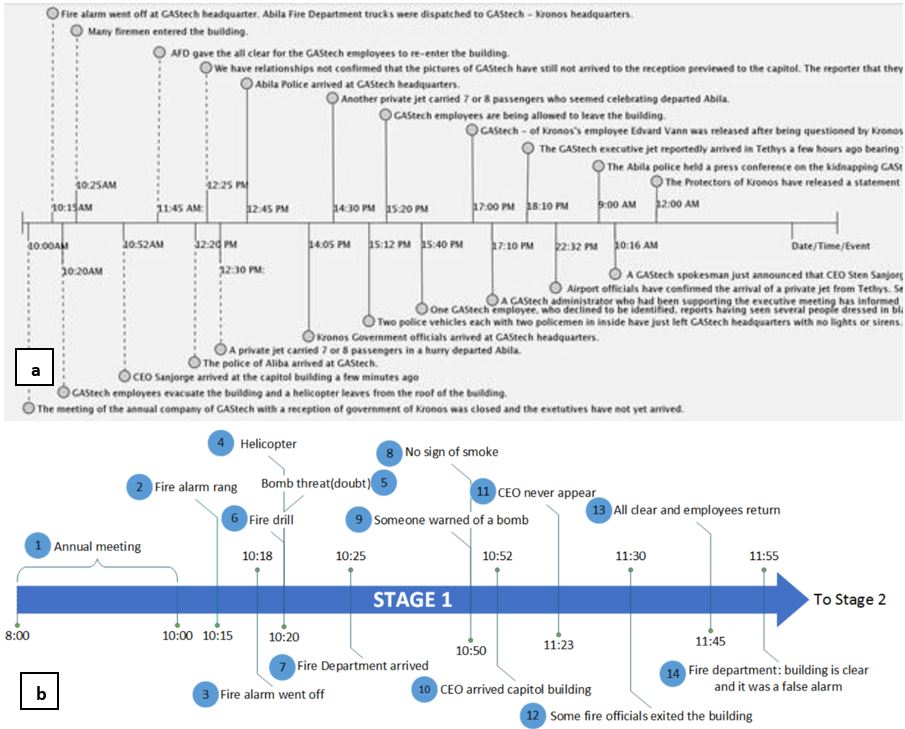 Fire alarm went off at GAStech headquarter. Abila Fire Department trucks were dispatched to GAStech - Kronos headquarters.
Many firemen entered the building.
AFD gave the all clear for the GAStech employees to re-enter the building.
We have relationships not confirmed that the pictures of GAStech have still not arrived to the reception previewed to the capitol. The reporter that they
Abila Police arrived at GAStech headquarters.
Another private jet carried 7 or 8 passengers who seemed celebrating departed Abila.
GAStech employees are being allowed to leave the building.
GAStech - of Kronos's employee Edvard Vann was released after being questioned by Kronos
The GAStech executive jet reportedly arrived in Tethys a few hours ago bearing
The Abila police held a press conference on the kidnapping GAST
The Protectors of Kronos have released a statement
10:25AM
12:25 PM
10:15AM
11:45 AM:
12:45 PM
14:30 PM
15:20 PM
17:00 PM
18:10 PM
9:00 AM
12:00 AM
10:00AM
10:52AM
12:20 PM
14:05 PM
15:12 PM
15:40 PM
17:10 PM
22:32 PM
10:16 AM
Date/Time/Event
10:20AM
12:30 PM:
A GAStech spokesman just announced that CEO Sten Sanjorg
Airport officials have confirmed the arrival of a private jet from Tethys. Se
A GAStech administrator who had been supporting the executive meeting has informed
One GAStech employee, who declined to be identified, reports having seen several people dressed in bla
Two police vehicles each with two policemen in inside have just left GAStech headquarters with no lights or sirens.
Kronos Government officials arrived at GAStech headquarters.
A private jet carried 7 or 8 passengers in a hurry departed Abila.
The police of Aliba arrived at GAStech.
CEO Sanjorge arrived at the capitol building a few minutes ago
GAStech employees evacuate the building and a helicopter leaves from the roof of the building.
The meeting of the annual company of GAStech with a reception of government of Kronos was closed and the exetutives have not yet arrived.
a
4 Helicopter
8 No sign of smoke
2 Fire alarm rang
Bomb threat(doubt) 5
11 CEO never appear
6 Fire drill
9 Someone warned of a bomb
13 All clear and employees return
1 Annual meeting
10:18
10:25
10:52
11:30
11:55
STAGE 1
To Stage 2
8:00
10:00
10:15
10:20
10:50
11:23
11:45
7 Fire Department arrived
3 Fire alarm went off
10 CEO arrived capitol building
14 Fire department: building is clear
and it was a false alarm
12 Some fire officials exited the building
b